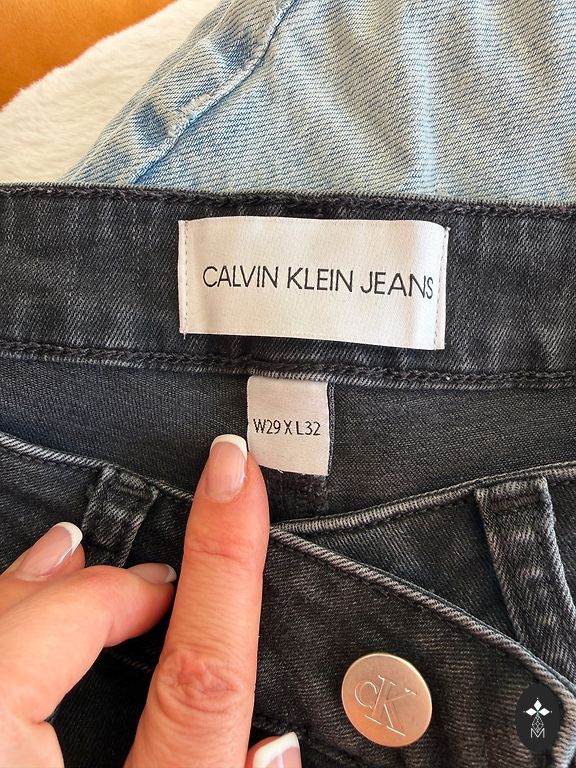 CALVIN KLEIN JEANS
W29 X L32
CK
M